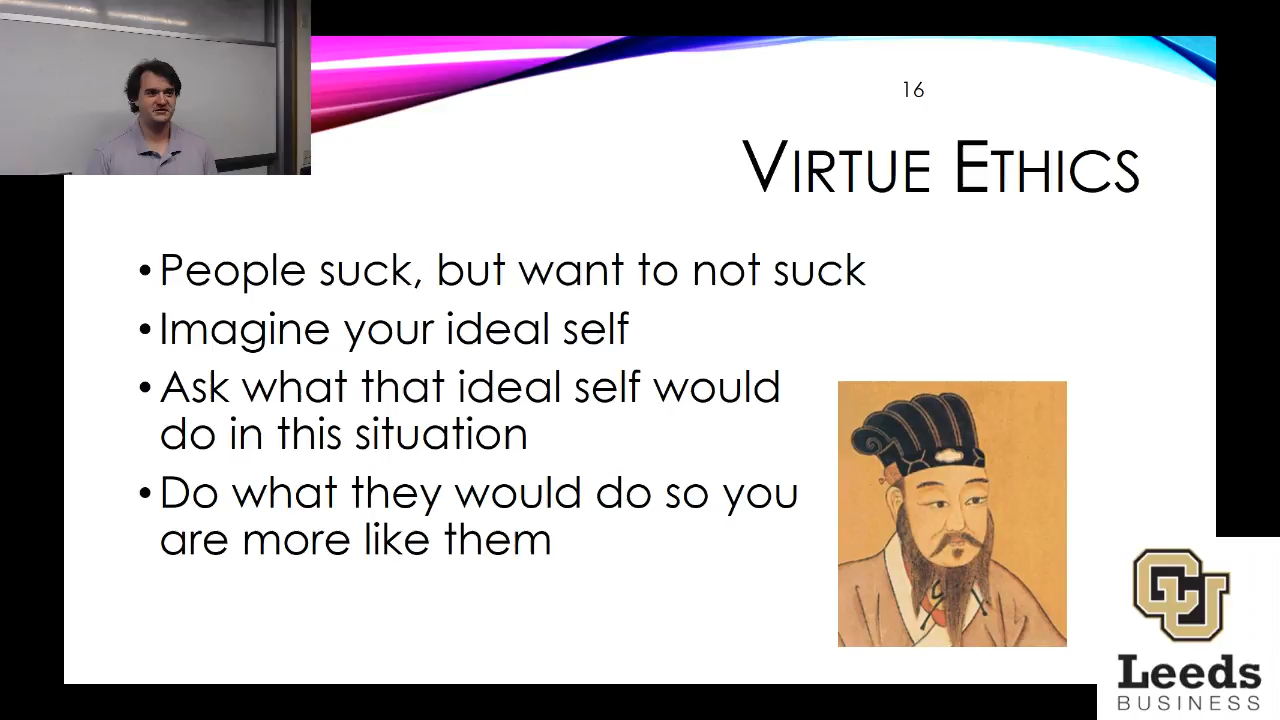 16
VIRTUE ETHICS
•People suck, but want to not suck
•Imagine your ideal self
•Ask what that ideal self would
do in this situation
•Do what they would do so you
are more like them
CU
Leeds
BUSINESS